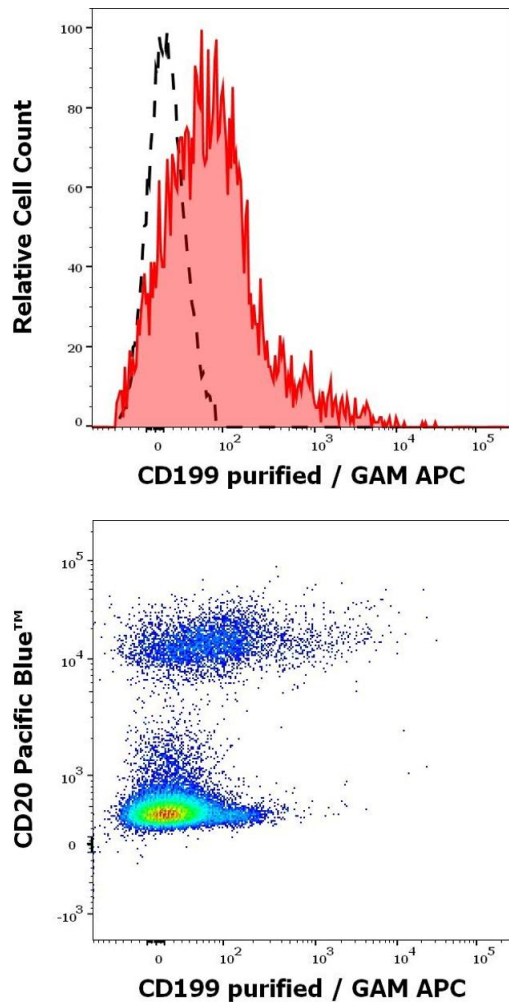 Relative Cell Count
100
80
60
40
20
0
0 10² 10³ 10⁴ 10⁵
CD199 purified / GAM APC
CD20 Pacific Blue™
10⁵
10⁴
10³
0
-10³
0 10² 10³ 10⁴ 10⁵
CD199 purified / GAM APC